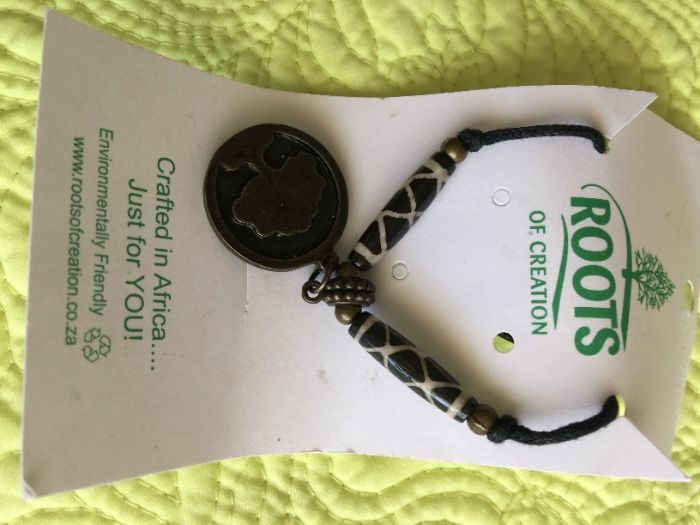 ROOTS
OF CREATION
Crafted in Africa....
Just for YOU!
Environmentally Friendly
www.rootsofcreation.co.za